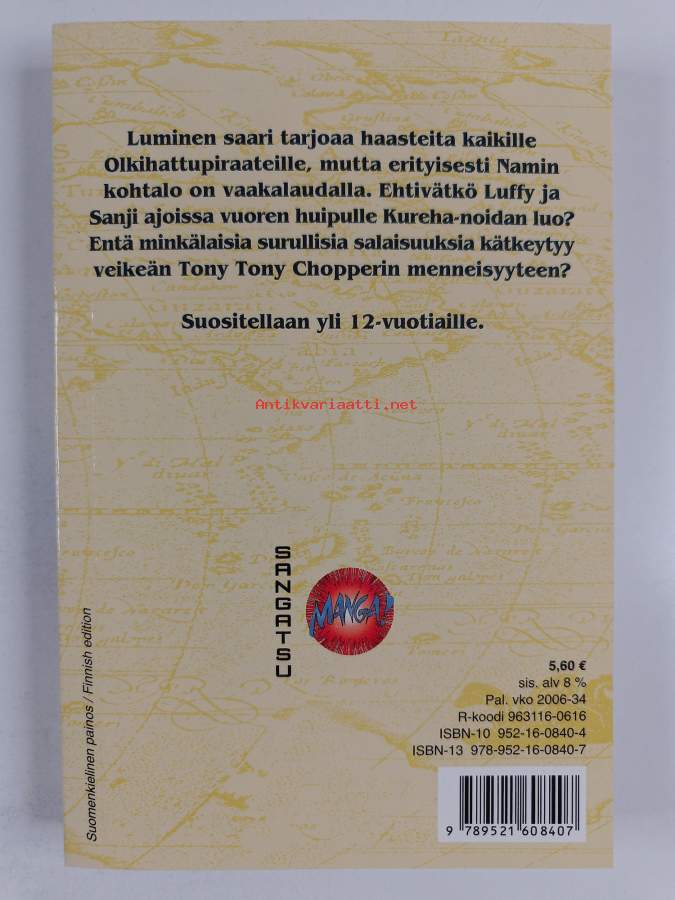 Luminen saari tarjoaa haasteita kaikille
Olkihattupiraateille, mutta erityisesti Namin
kohtalo on vaakalaudalla. Ehtivätkö Luffy ja
Sanji ajoissa vuoren huipulle Kureha-noidan luo?
Entä minkälaisia surullisia salaisuuksia kätkeytyy
veikeän Tony Tony Chopperin menneisyyteen?
Suositellaan yli 12-vuotiaille.
Antikvariaatti.net
SANGATSU
MANGA!
Suomenkielinen painos / Finnish edition
5,60 €
sis. alv 8 %
Pal. vko 2006-34
R-koodi 963116-0616
ISBN-10 952-16-0840-4
ISBN-13 978-952-16-0840-7
9 789521 608407